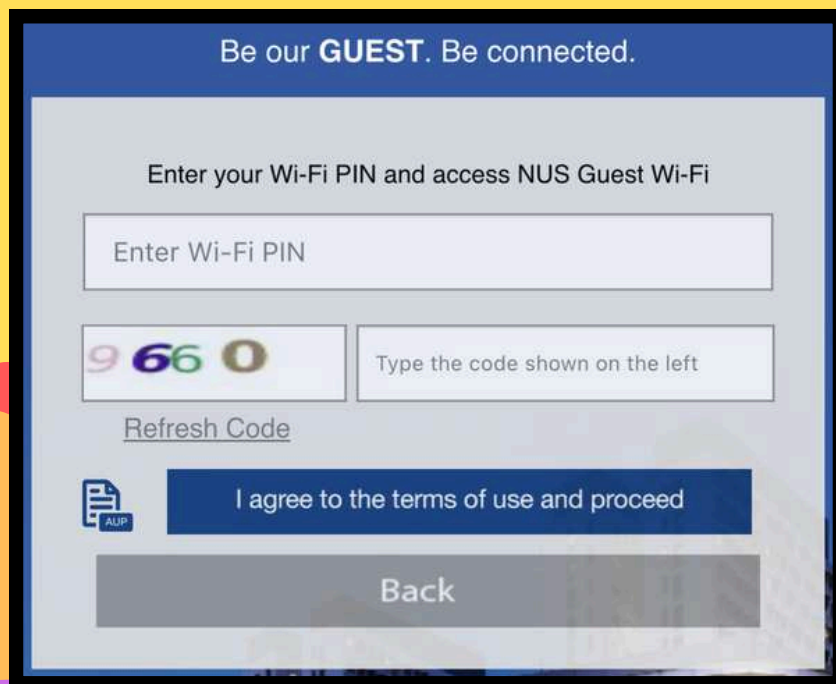 Be our GUEST. Be connected.
Enter your Wi-Fi PIN and access NUS Guest Wi-Fi
Enter Wi-Fi PIN
9660 Type the code shown on the left
Refresh Code
AUP I agree to the terms of use and proceed
Back